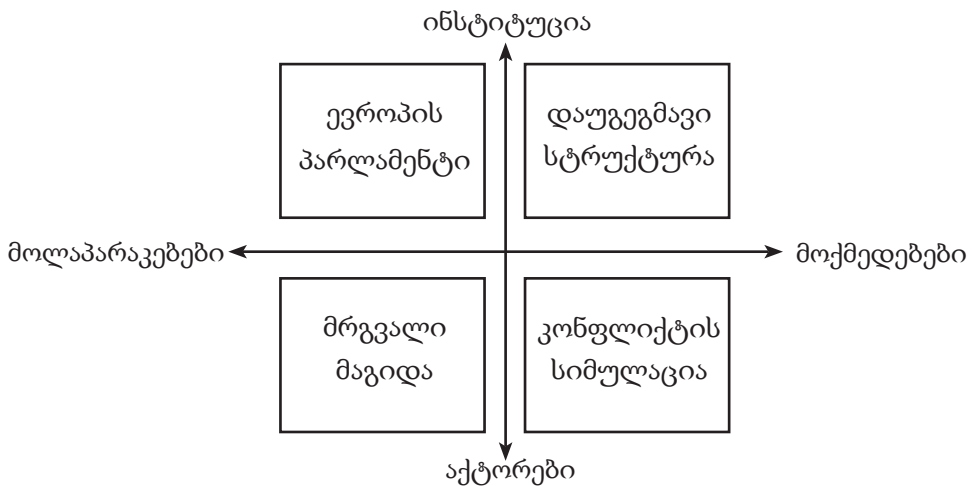 ინსტიტუცია
ევროპის
პარლამენტი
დაუგეგმავი
სტრუქტურა
მოლაპარაკებები
მოქმედებები
მრგვალი
მაგიდა
კონფლიქტის
სიმულაცია
აქტორები